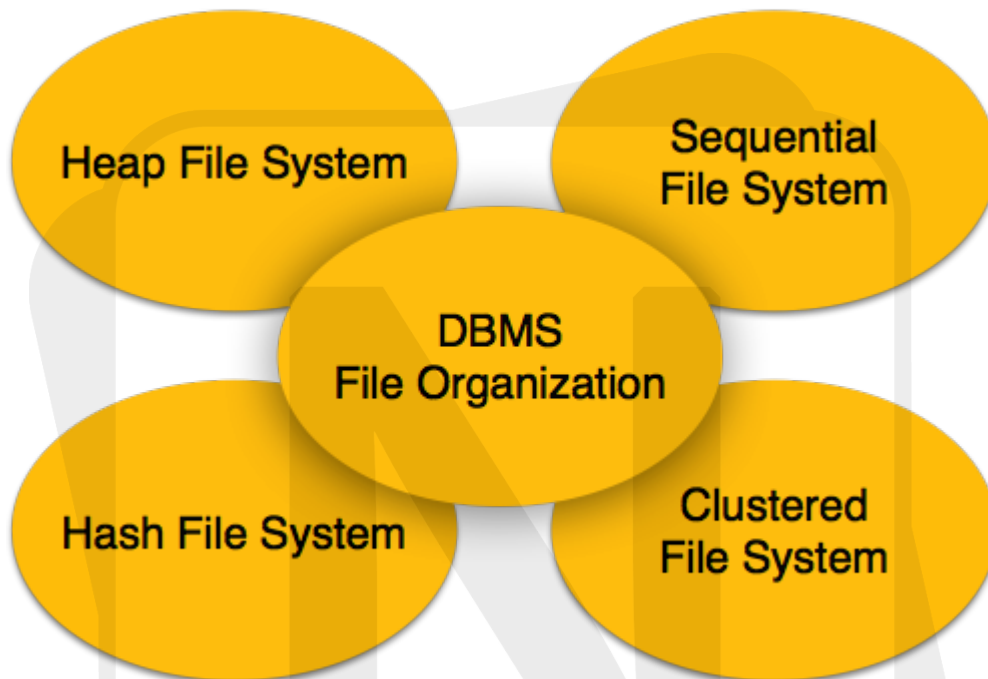 Heap File System
Sequential
File System
DBMS
File Organization
Hash File System
Clustered
File System